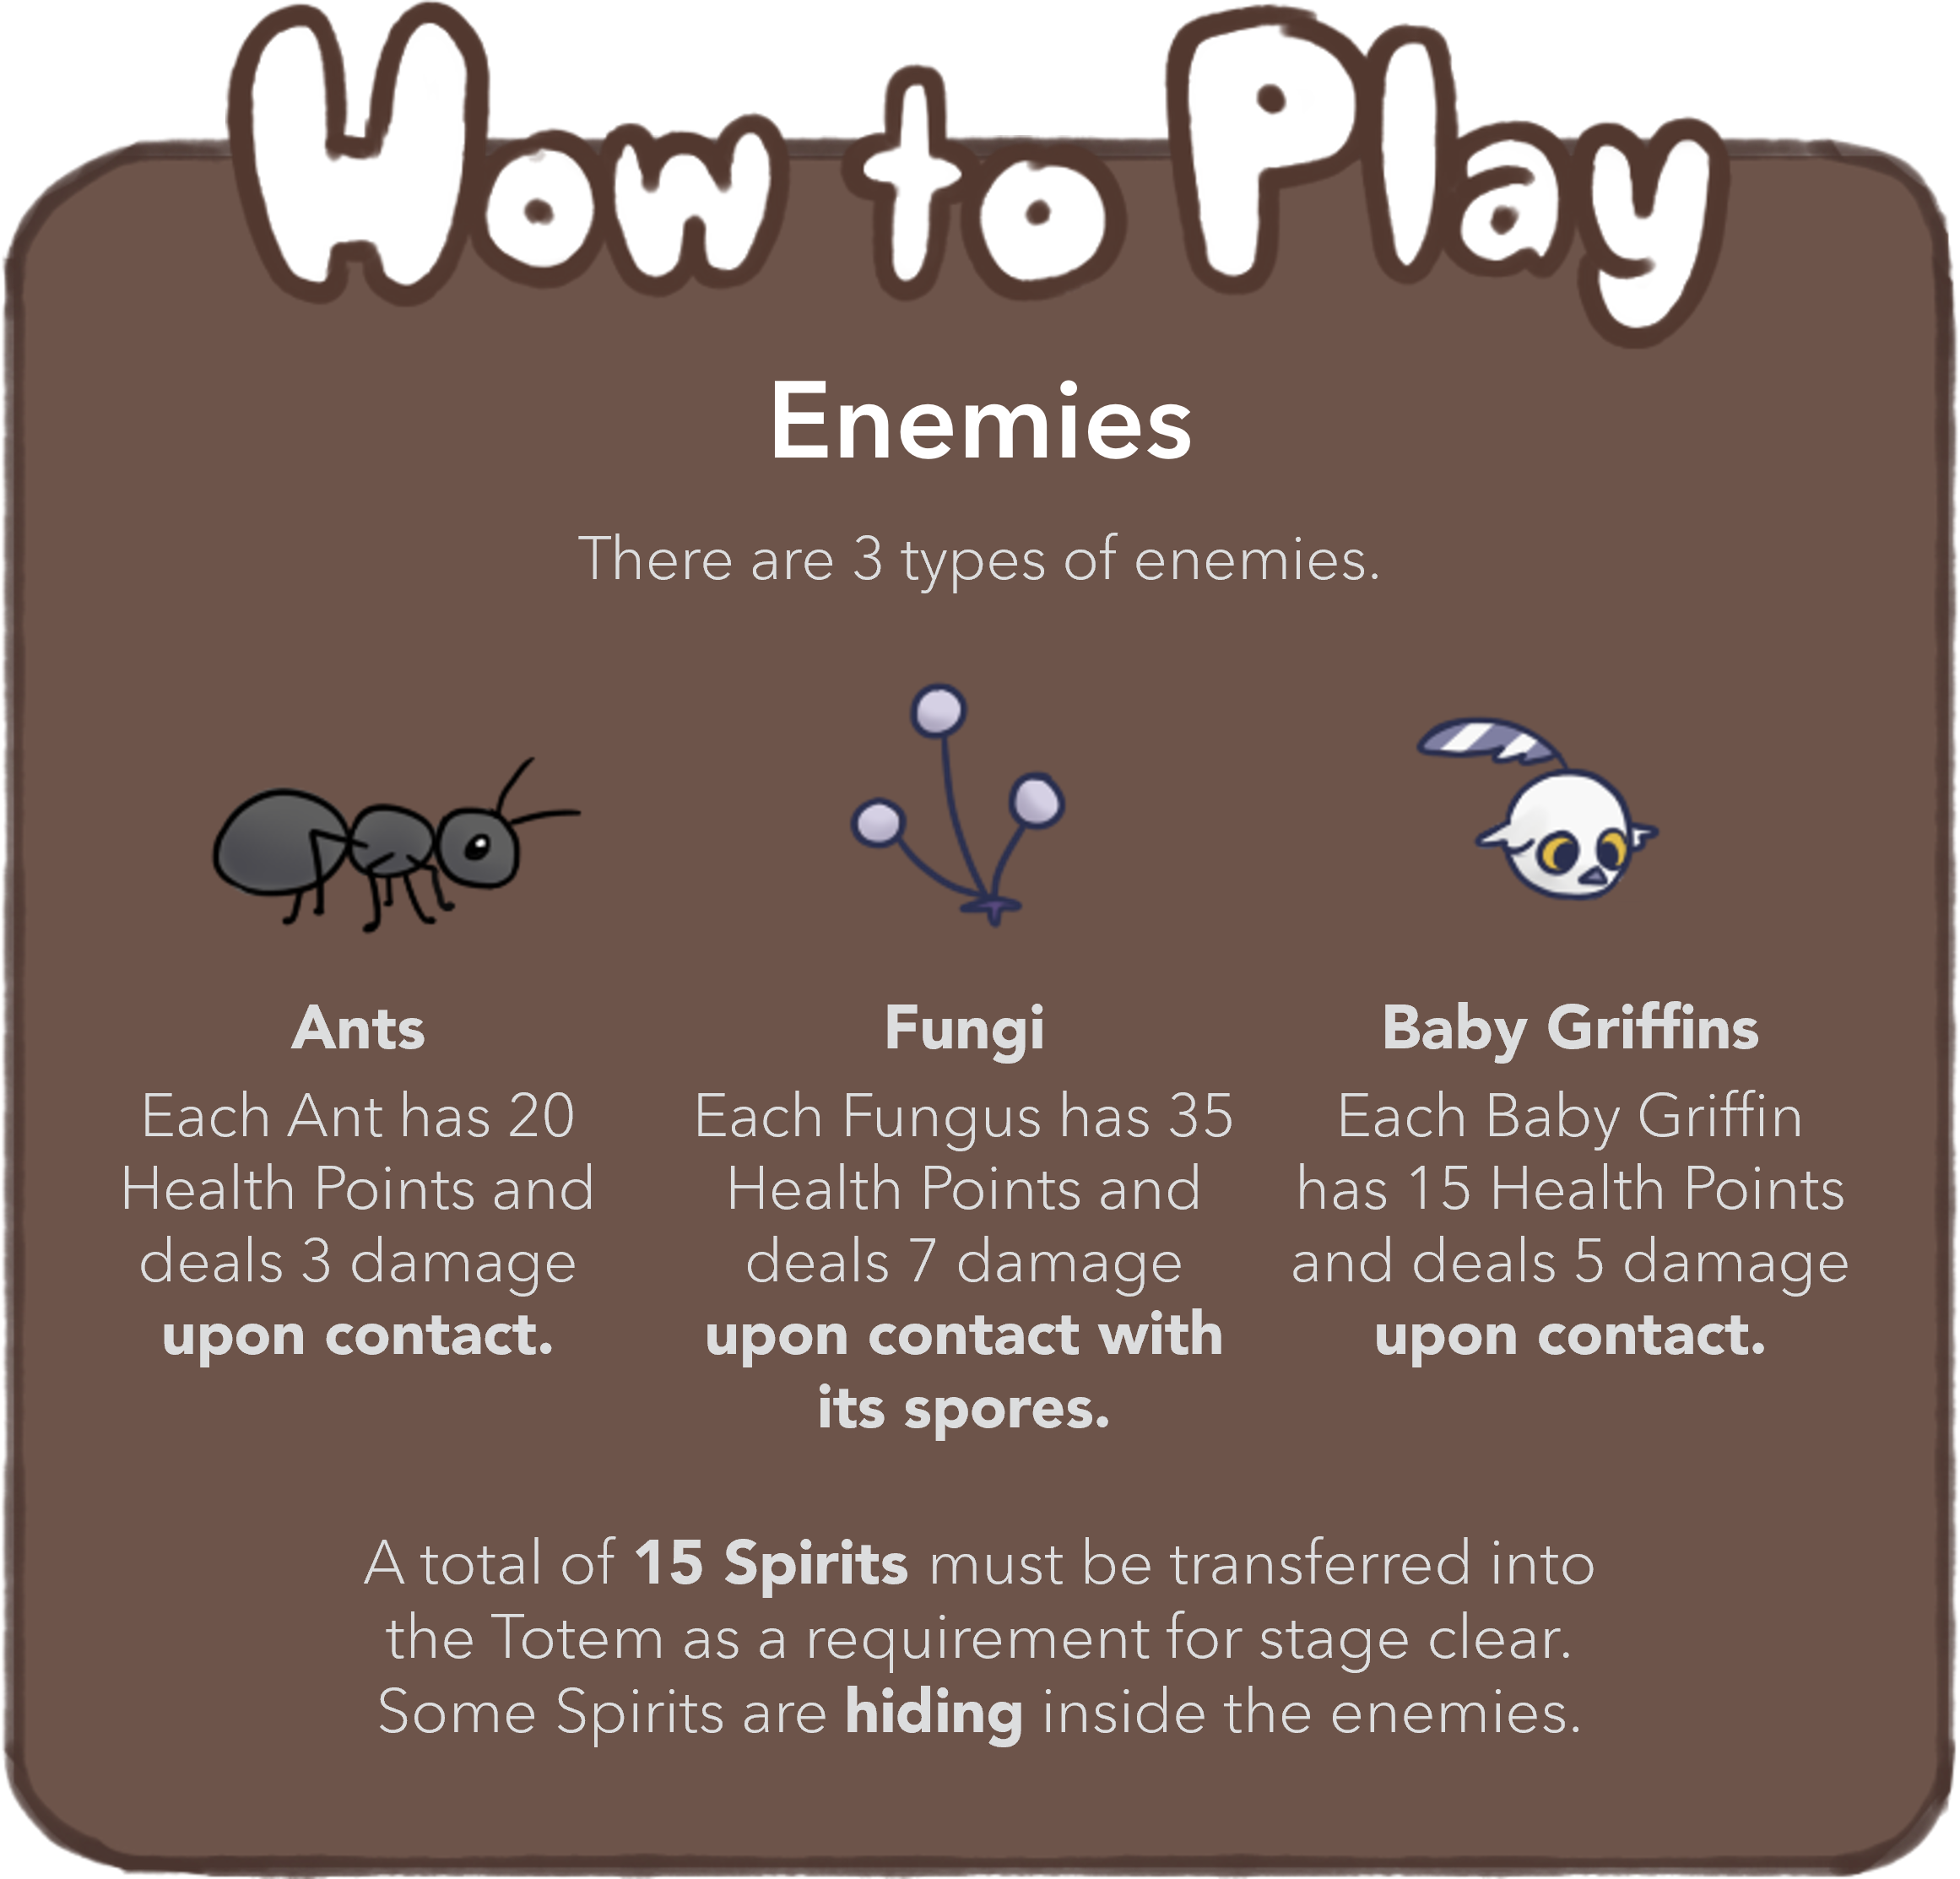 How to Play
Enemies
There are 3 types of enemies.
Ants
Each Ant has 20
Health Points and
deals 3 damage
upon contact.
Fungi
Each Fungus has 35
Health Points and
deals 7 damage
upon contact with
its spores.
Baby Griffins
Each Baby Griffin
has 15 Health Points
and deals 5 damage
upon contact.
A total of 15 Spirits must be transferred into
the Totem as a requirement for stage clear.
Some Spirits are hiding inside the enemies.